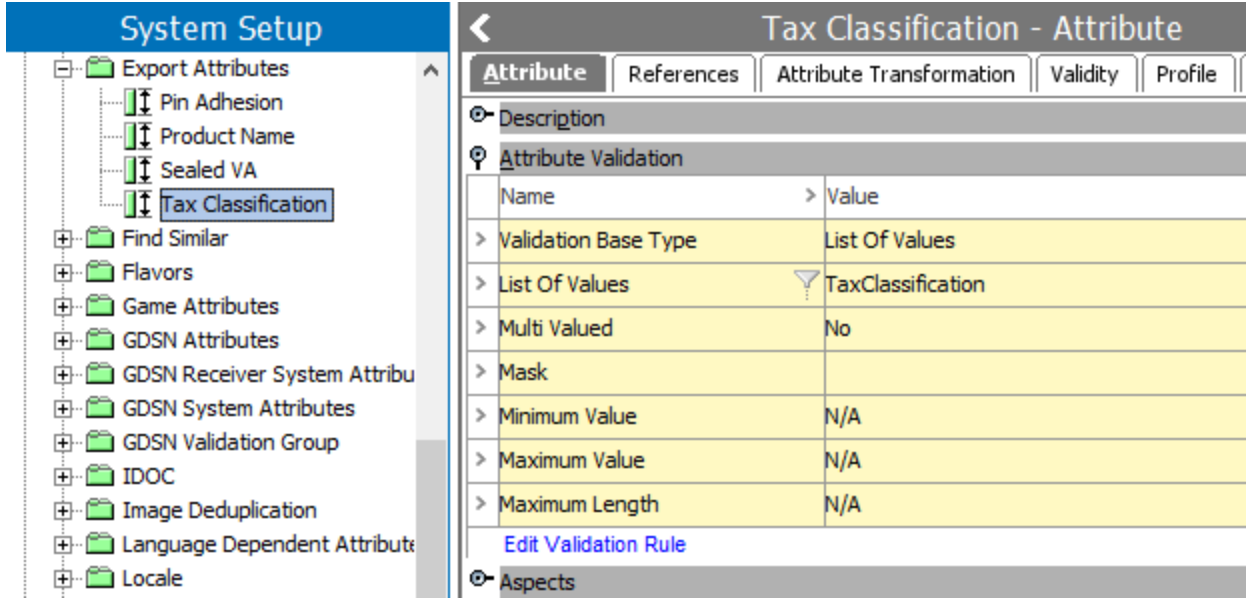 System Setup
Export Attributes
Pin Adhesion
Product Name
Sealed VA
Tax Classification
Find Similar
Flavors
Game Attributes
GDSN Attributes
GDSN Receiver System Attribu
GDSN System Attributes
GDSN Validation Group
IDOC
Image Deduplication
Language Dependent Attribute
Locale
Tax Classification - Attribute
Attribute References Attribute Transformation Validity Profile
Description
Attribute Validation
Name > Value
> Validation Base Type List Of Values
> List Of Values TaxClassification
> Multi Valued No
> Mask
> Minimum Value N/A
> Maximum Value N/A
> Maximum Length N/A
Edit Validation Rule
Aspects